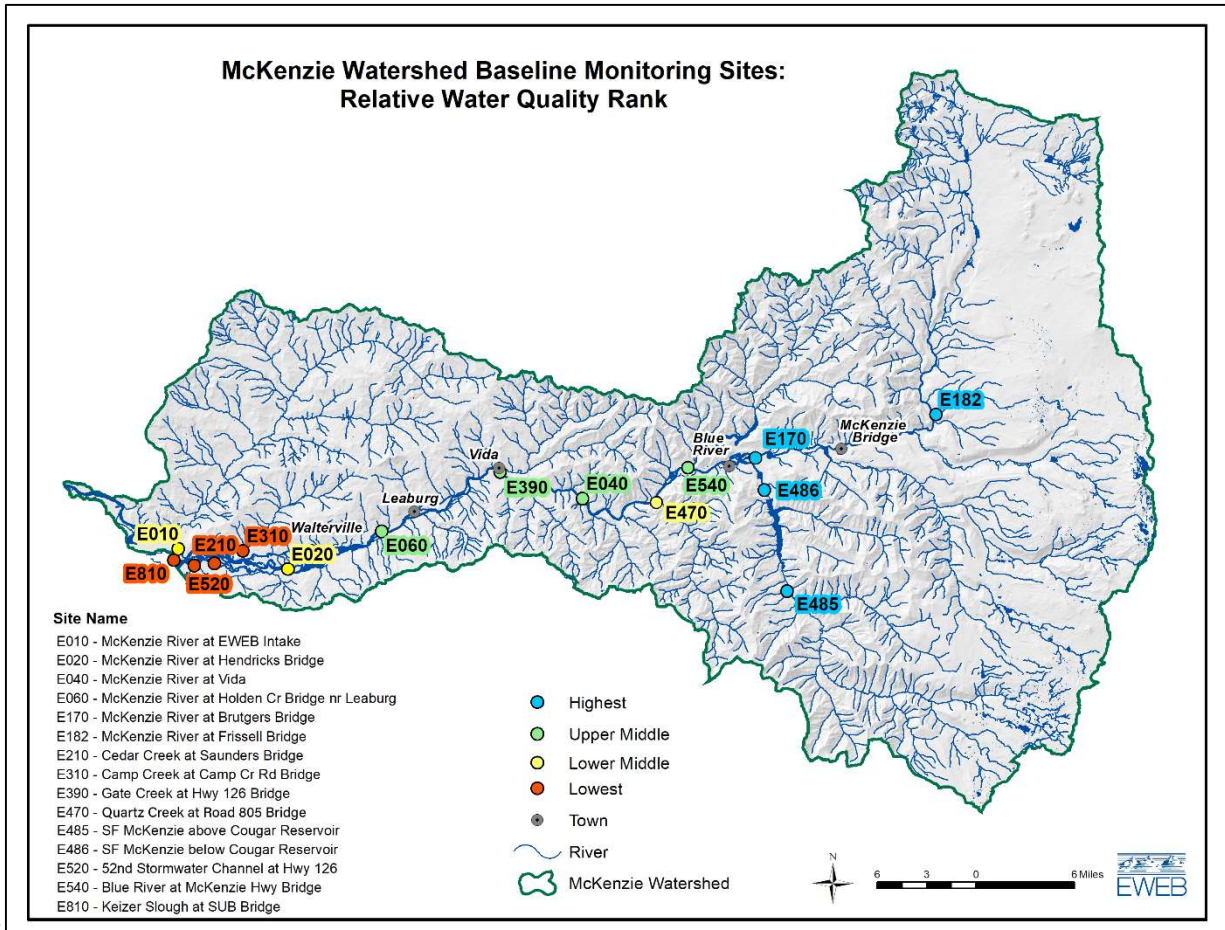 McKenzie Watershed Baseline Monitoring Sites:
Relative Water Quality Rank
E182
McKenzie
Bridge
Blue
River
E170
Vida
E390
E040
E540
E486
E470
Leaburg
Walterville
E060
E010
E210
E310
E020
E810
E520
E485
Site Name
E010 - McKenzie River at EWEB Intake
E020 - McKenzie River at Hendricks Bridge
E040 - McKenzie River at Vida
E060 - McKenzie River at Holden Cr Bridge nr Leaburg
E170 - McKenzie River at Brutgers Bridge
E182 - McKenzie River at Frissell Bridge
E210 - Cedar Creek at Saunders Bridge
E310 - Camp Creek at Camp Cr Rd Bridge
E390 - Gate Creek at Hwy 126 Bridge
E470 - Quartz Creek at Road 805 Bridge
E485 - SF McKenzie above Cougar Reservoir
E486 - SF McKenzie below Cougar Reservoir
E520 - 52nd Stormwater Channel at Hwy 126
E540 - Blue River at McKenzie Hwy Bridge
E810 - Keizer Slough at SUB Bridge
Highest
Upper Middle
Lower Middle
Lowest
Town
River
McKenzie Watershed
N
6 3 0 6 Miles
EWEB